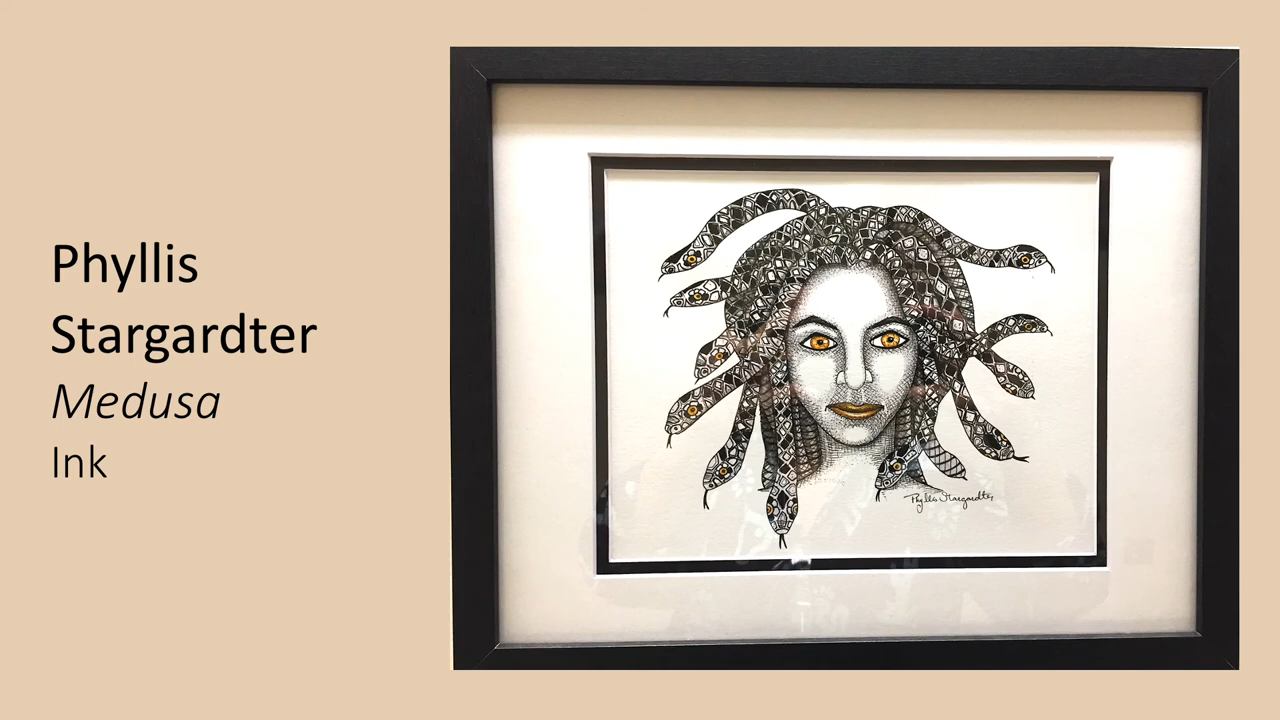 Phyllis
Stargardter
Medusa
Ink
Phyllis Stargardter